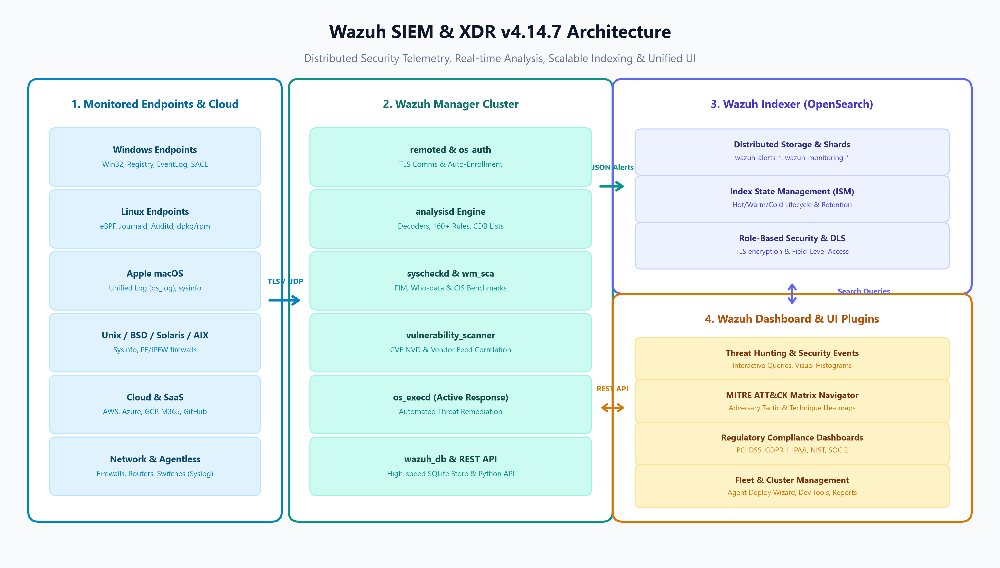 Wazuh SIEM & XDR v4.14.7 Architecture
Distributed Security Telemetry, Real-time Analysis, Scalable Indexing & Unified UI
1. Monitored Endpoints & Cloud
Windows Endpoints
Win32, Registry, EventLog, SACL
Linux Endpoints
eBPF, Journald, Auditd, dpkg/rpm
Apple macOS
Unified Log (os_log), sysinfo
Unix / BSD / Solaris / AIX
Sysinfo, PF/IPFW firewalls
Cloud & SaaS
AWS, Azure, GCP, M365, GitHub
Network & Agentless
Firewalls, Routers, Switches (Syslog)
TLS / UDP
2. Wazuh Manager Cluster
remoted & os_auth
TLS Comms & Auto-Enrollment
analysisd Engine
Decoders, 160+ Rules, CDB Lists
syscheckd & wm_sca
FIM, Who-data & CIS Benchmarks
vulnerability_scanner
CVE NVD & Vendor Feed Correlation
os_execd (Active Response)
Automated Threat Remediation
wazuh_db & REST API
High-speed SQLite Store & Python API
JSON Alerts
REST API
3. Wazuh Indexer (OpenSearch)
Distributed Storage & Shards
wazuh-alerts-*, wazuh-monitoring-*
Index State Management (ISM)
Hot/Warm/Cold Lifecycle & Retention
Role-Based Security & DLS
TLS encryption & Field-Level Access
Search Queries
4. Wazuh Dashboard & UI Plugins
Threat Hunting & Security Events
Interactive Queries, Visual Histograms
MITRE ATT&CK Matrix Navigator
Adversary Tactic & Technique Heatmaps
Regulatory Compliance Dashboards
PCI DSS, GDPR, HIPAA, NIST, SOC 2
Fleet & Cluster Management
Agent Deploy Wizard, Dev Tools, Reports